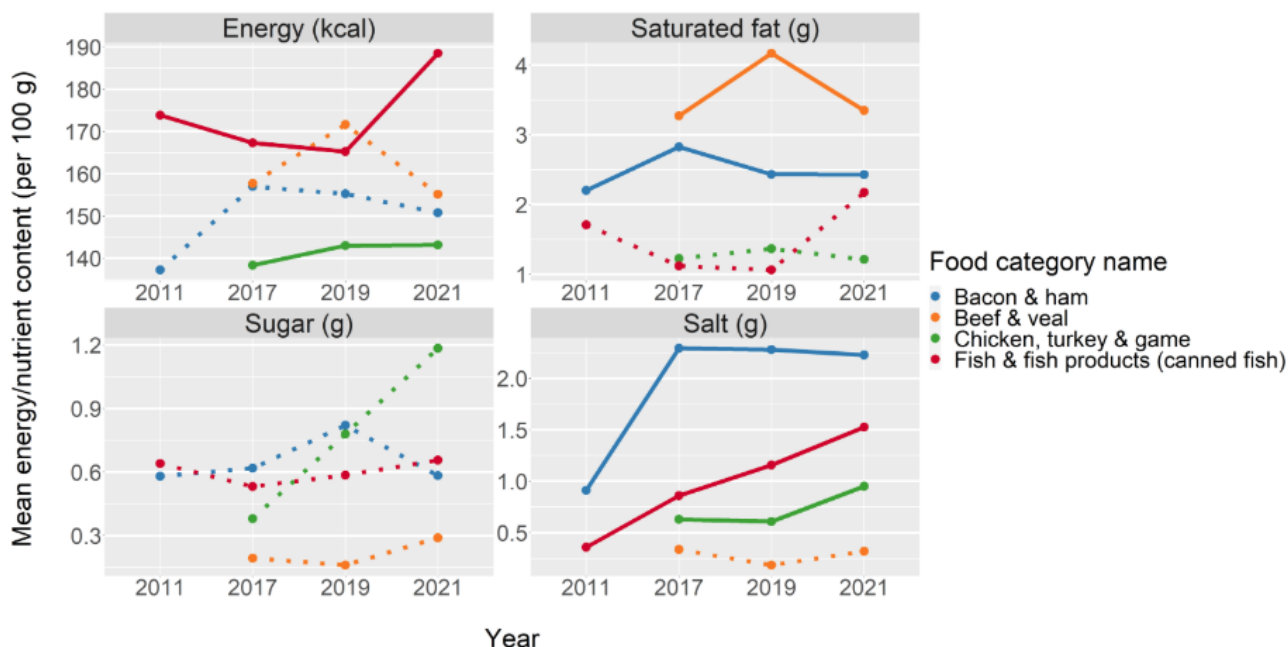 Mean energy/nutrient content (per 100 g)
Energy (kcal)
190
180
170
160
150
140
2011 2017 2019 2021
Saturated fat (g)
4
3
2
1
2011 2017 2019 2021
Sugar (g)
1.2
0.9
0.6
0.3
2011 2017 2019 2021
Salt (g)
2.0
1.5
1.0
0.5
2011 2017 2019 2021
Year
Food category name
Bacon & ham
Beef & veal
Chicken, turkey & game
Fish & fish products (canned fish)